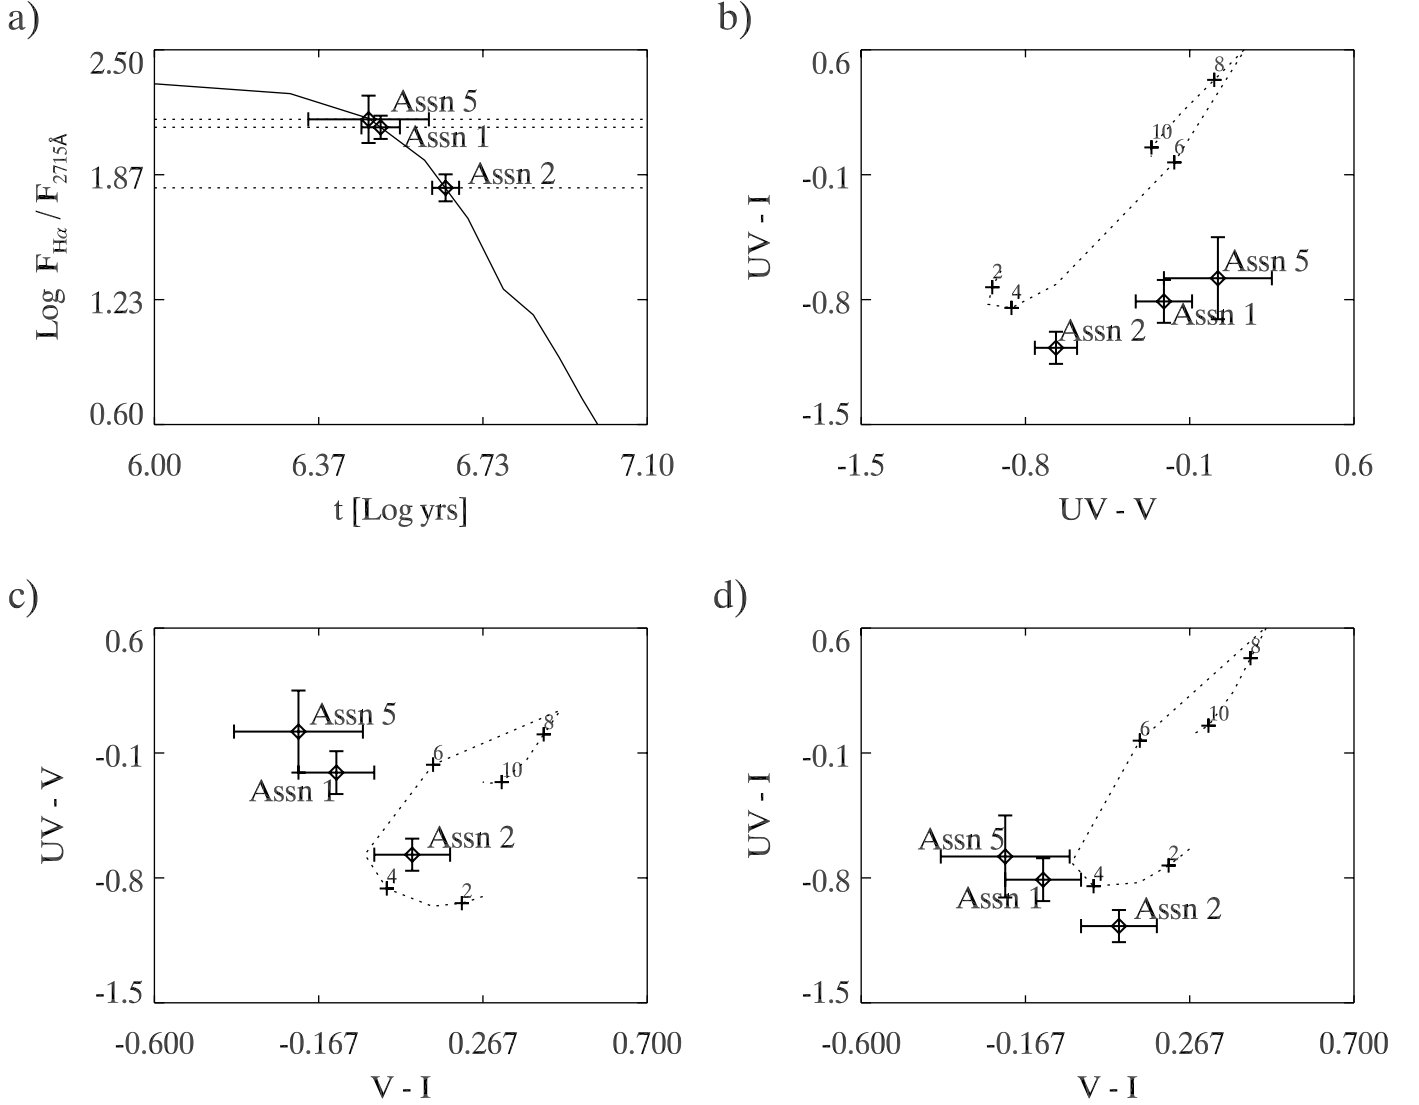 a)
2.50
1.87
1.23
0.60
Log F_Hα / F_2715Å
Assn 5
Assn 1
Assn 2
6.00 6.37 6.73 7.10
t [Log yrs]
b)
0.6
-0.1
-0.8
-1.5
UV - I
8
10
6
2
4
Assn 5
Assn 1
Assn 2
-1.5 -0.8 -0.1 0.6
UV - V
c)
0.6
-0.1
-0.8
-1.5
UV - V
Assn 5
8
6
10
Assn 1
Assn 2
4
2
-0.600 -0.167 0.267 0.700
V - I
d)
0.6
-0.1
-0.8
-1.5
UV - I
8
10
6
Assn 5
2
4
Assn 1
Assn 2
-0.600 -0.167 0.267 0.700
V - I